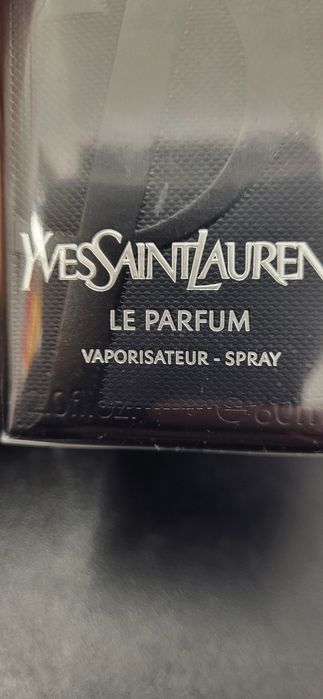 YVESSAINTLAUREN
LE PARFUM
VAPORISATEUR - SPRAY